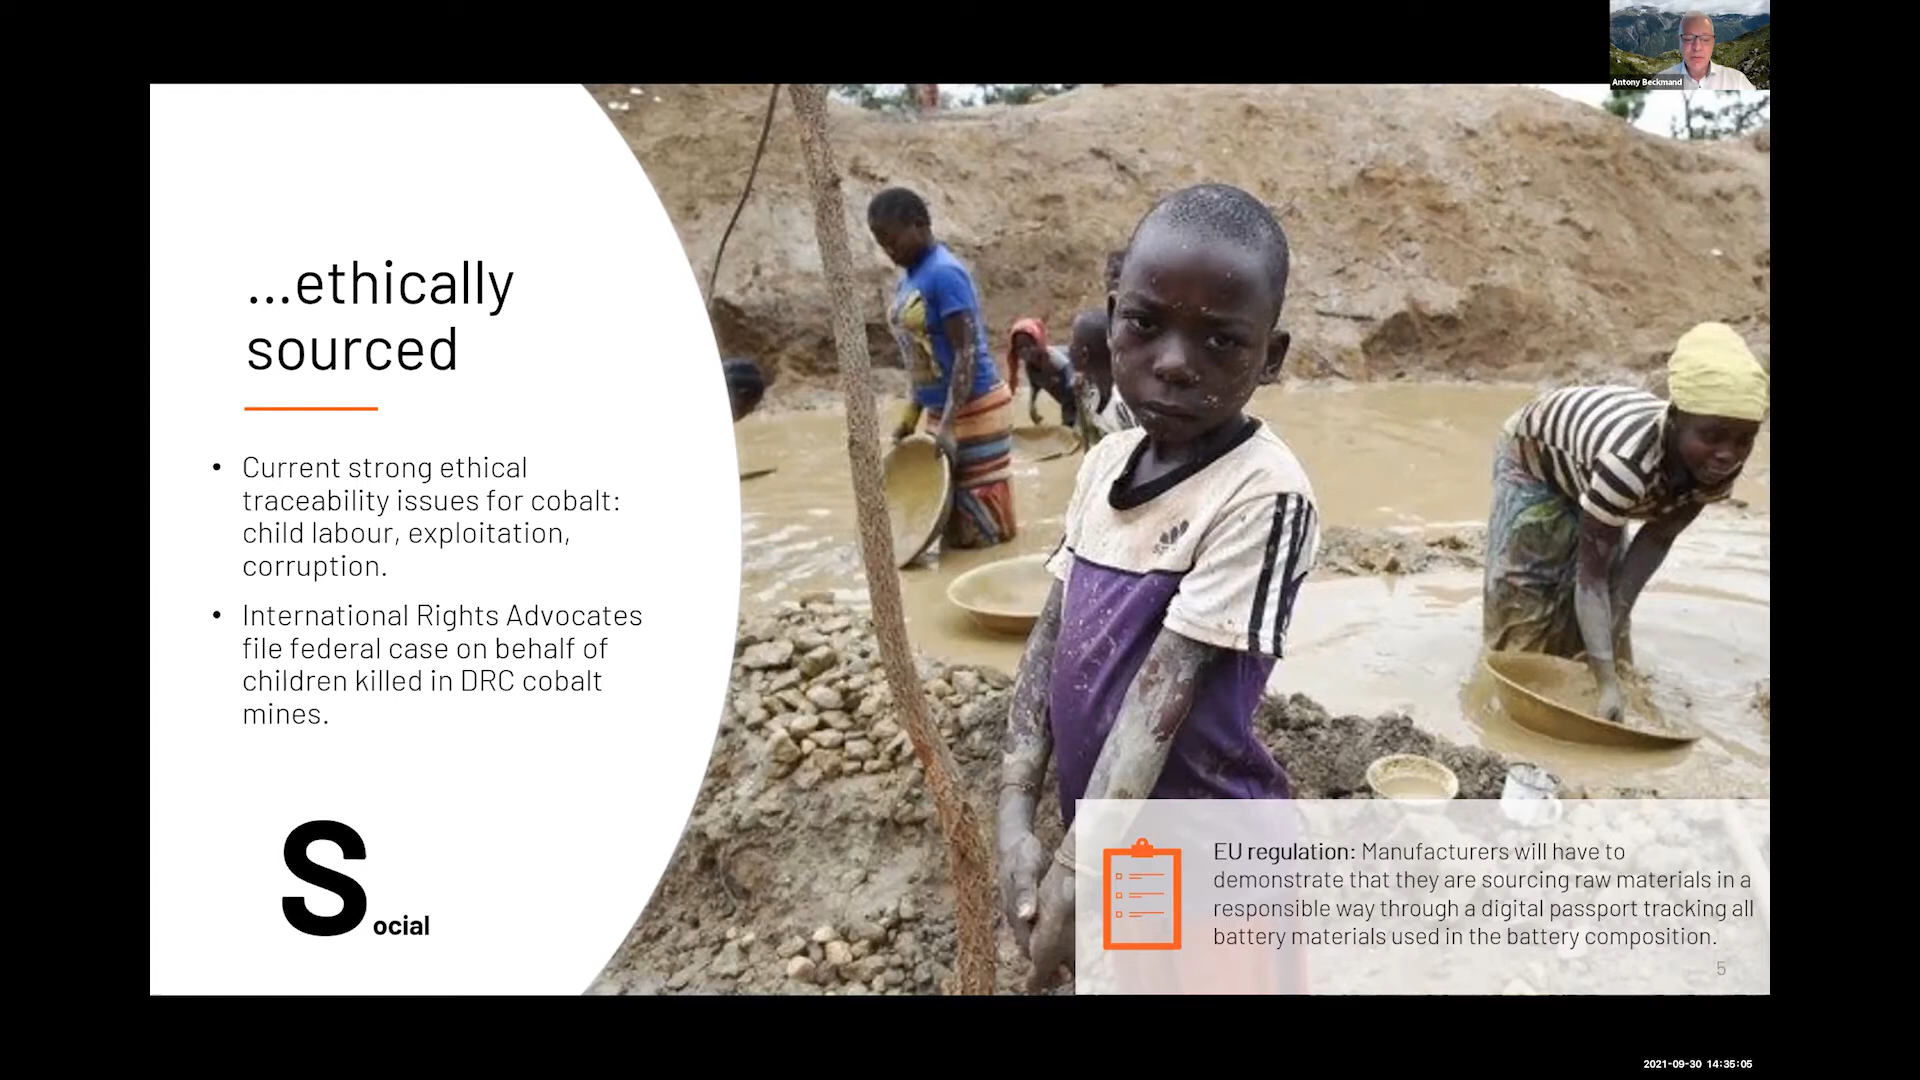 Antony Beckmand
...ethically
sourced
• Current strong ethical
traceability issues for cobalt:
child labour, exploitation,
corruption.
• International Rights Advocates
file federal case on behalf of
children killed in DRC cobalt
mines.
Social
EU regulation: Manufacturers will have to
demonstrate that they are sourcing raw materials in a
responsible way through a digital passport tracking all
battery materials used in the battery composition.
5
2021-09-30 14:35:05